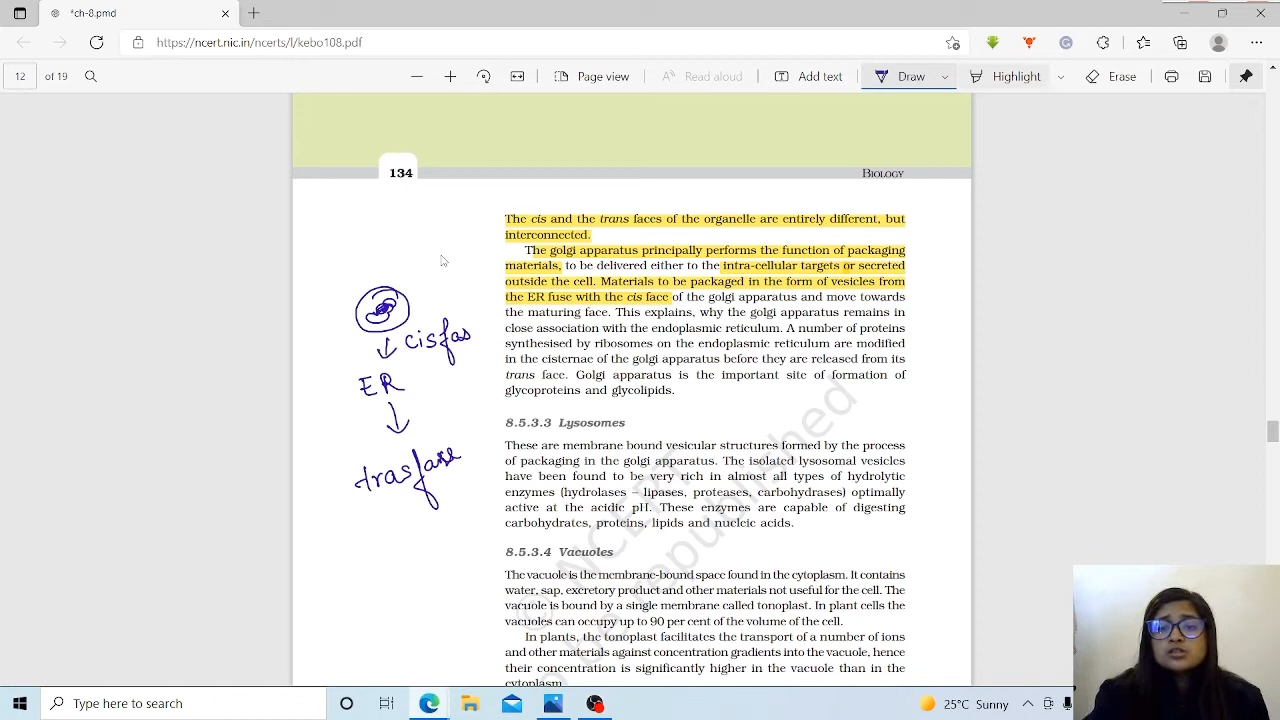 *ch-8.pmd
https://ncert.nic.in/ncerts/l/kebo108.pdf
12 of 19
Page view
Read aloud
Add text
Draw
Highlight
Erase
134
BIOLOGY
The cis and the trans faces of the organelle are entirely different, but
interconnected.
The golgi apparatus principally performs the function of packaging
materials, to be delivered either to the intra-cellular targets or secreted
outside the cell. Materials to be packaged in the form of vesicles from
the ER fuse with the cis face of the golgi apparatus and move towards
the maturing face. This explains, why the golgi apparatus remains in
close association with the endoplasmic reticulum. A number of proteins
synthesised by ribosomes on the endoplasmic reticulum are modified
in the cisternae of the golgi apparatus before they are released from its
trans face. Golgi apparatus is the important site of formation of
glycoproteins and glycolipids.
cisfas
ER
8.5.3.3 Lysosomes
These are membrane bound vesicular structures formed by the process
of packaging in the golgi apparatus. The isolated lysosomal vesicles
have been found to be very rich in almost all types of hydrolytic
enzymes (hydrolases – lipases, proteases, carbohydrases) optimally
active at the acidic pH. These enzymes are capable of digesting
carbohydrates, proteins, lipids and nucleic acids.
8.5.3.4 Vacuoles
The vacuole is the membrane-bound space found in the cytoplasm. It contains
water, sap, excretory product and other materials not useful for the cell. The
vacuole is bound by a single membrane called tonoplast. In plant cells the
vacuoles can occupy up to 90 per cent of the volume of the cell.
In plants, the tonoplast facilitates the transport of a number of ions
and other materials against concentration gradients into the vacuole, hence
their concentration is significantly higher in the vacuole than in the
cytoplasm.
© NCERT
be republished
Type here to search
25°C Sunny